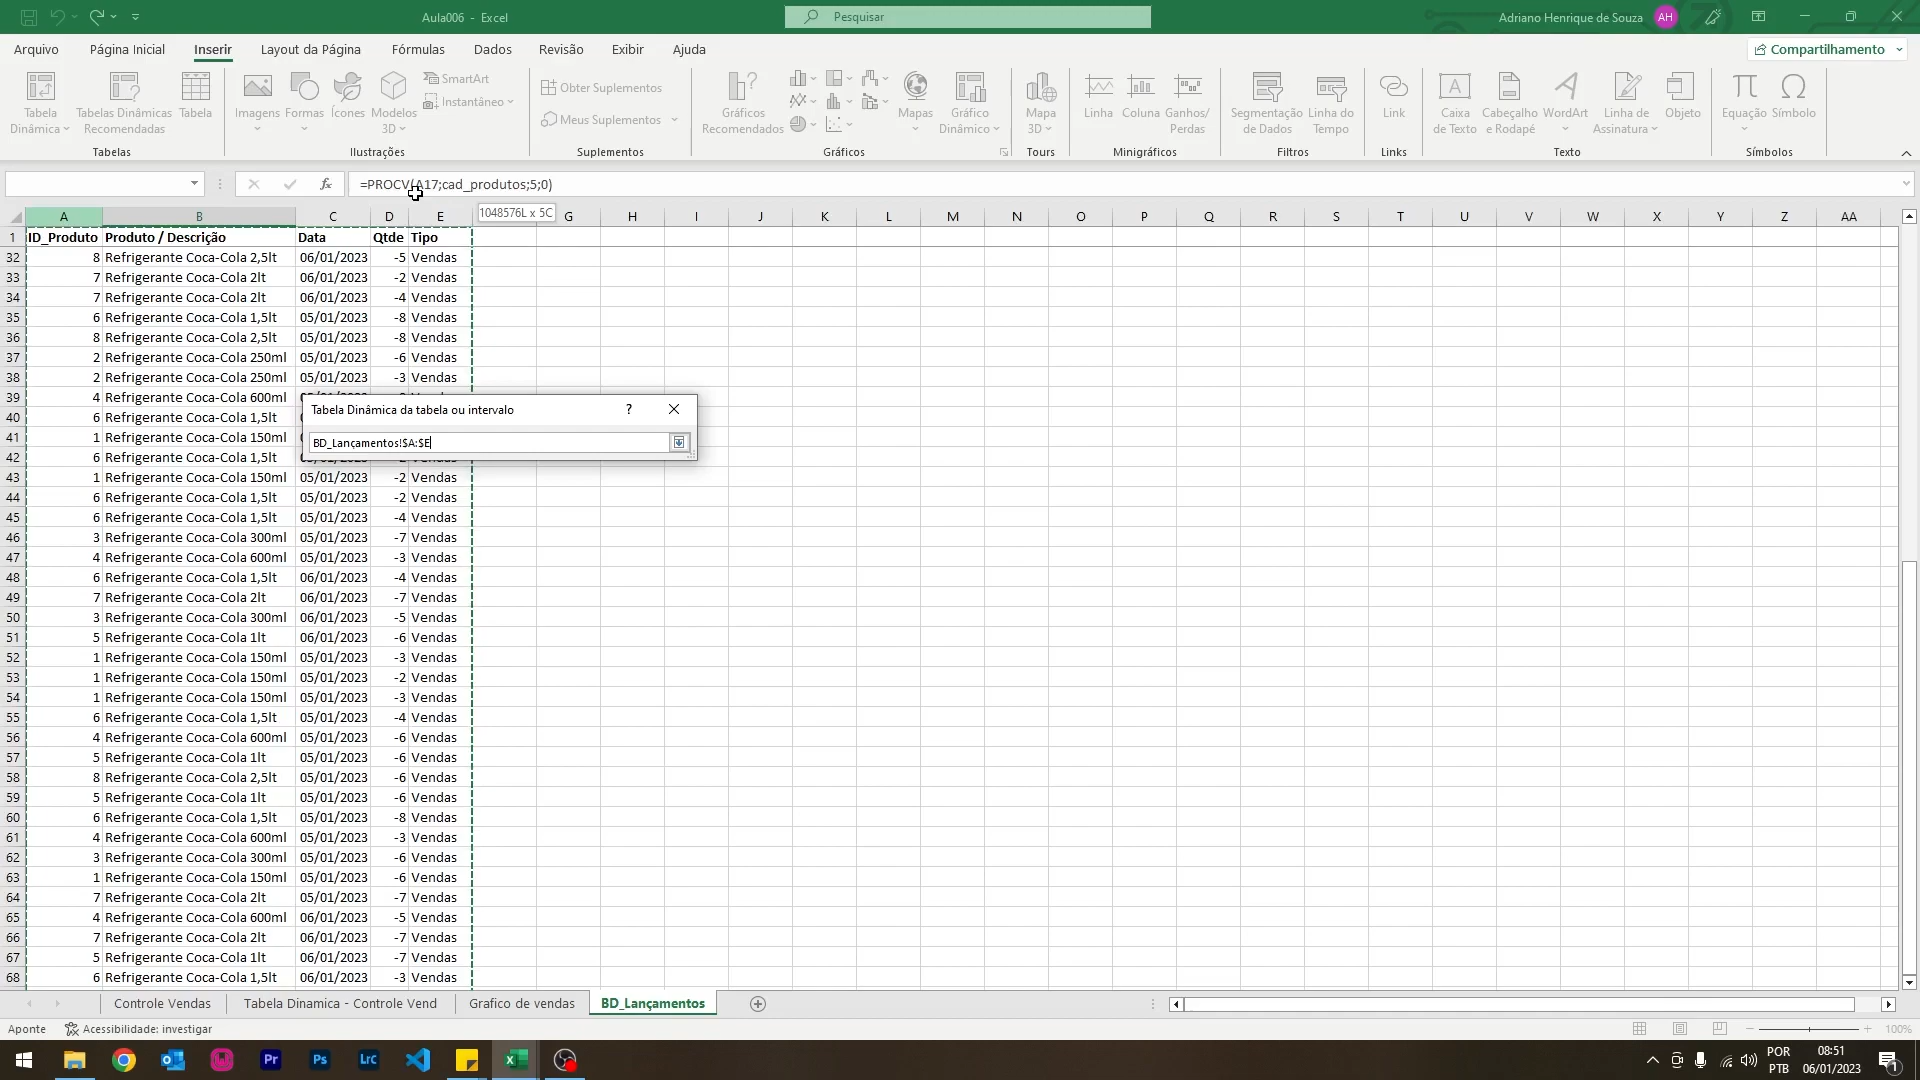 Aula006 - Excel
Pesquisar
Adriano Henrique de Souza
AH
Arquivo Página Inicial Inserir Layout da Página Fórmulas Dados Revisão Exibir Ajuda
Compartilhamento
Tabela Dinâmica
Tabelas Dinâmicas Recomendadas
Tabela
Imagens
Formas
Ícones
Modelos 3D
SmartArt
Instantâneo
Obter Suplementos
Meus Suplementos
Gráficos Recomendados
Mapas
Gráfico Dinâmico
Mapa 3D
Linha
Coluna
Ganhos/ Perdas
Segmentação de Dados
Linha do Tempo
Link
Caixa de Texto
Cabeçalho e Rodapé
WordArt
Linha de Assinatura
Objeto
Equação
Símbolo
Tabelas Ilustrações Suplementos Gráficos Tours Minigráficos Filtros Links Texto Símbolos
fx =PROCV(A17;cad_produtos;5;0)
1048576L x 5C
A B C D E G H I J K L M N O P Q R S T U V W X Y Z AA
1 ID_Produto Produto / Descrição Data Qtde Tipo
32 8 Refrigerante Coca-Cola 2,5lt 06/01/2023 -5 Vendas
33 7 Refrigerante Coca-Cola 2lt 06/01/2023 -2 Vendas
34 7 Refrigerante Coca-Cola 2lt 06/01/2023 -4 Vendas
35 6 Refrigerante Coca-Cola 1,5lt 05/01/2023 -8 Vendas
36 8 Refrigerante Coca-Cola 2,5lt 05/01/2023 -8 Vendas
37 2 Refrigerante Coca-Cola 250ml 05/01/2023 -6 Vendas
38 2 Refrigerante Coca-Cola 250ml 05/01/2023 -3 Vendas
39 4 Refrigerante Coca-Cola 600ml
40 6 Refrigerante Coca-Cola 1,5lt
41 1 Refrigerante Coca-Cola 150ml
42 6 Refrigerante Coca-Cola 1,5lt
Tabela Dinâmica da tabela ou intervalo ?
BD_Lançamentos!$A:$E
43 1 Refrigerante Coca-Cola 150ml 05/01/2023 -2 Vendas
44 6 Refrigerante Coca-Cola 1,5lt 05/01/2023 -2 Vendas
45 6 Refrigerante Coca-Cola 1,5lt 05/01/2023 -4 Vendas
46 3 Refrigerante Coca-Cola 300ml 05/01/2023 -7 Vendas
47 4 Refrigerante Coca-Cola 600ml 05/01/2023 -3 Vendas
48 6 Refrigerante Coca-Cola 1,5lt 06/01/2023 -4 Vendas
49 7 Refrigerante Coca-Cola 2lt 06/01/2023 -7 Vendas
50 3 Refrigerante Coca-Cola 300ml 06/01/2023 -5 Vendas
51 5 Refrigerante Coca-Cola 1lt 06/01/2023 -6 Vendas
52 1 Refrigerante Coca-Cola 150ml 05/01/2023 -3 Vendas
53 1 Refrigerante Coca-Cola 150ml 05/01/2023 -2 Vendas
54 1 Refrigerante Coca-Cola 150ml 05/01/2023 -3 Vendas
55 6 Refrigerante Coca-Cola 1,5lt 05/01/2023 -4 Vendas
56 4 Refrigerante Coca-Cola 600ml 05/01/2023 -6 Vendas
57 5 Refrigerante Coca-Cola 1lt 05/01/2023 -6 Vendas
58 8 Refrigerante Coca-Cola 2,5lt 05/01/2023 -6 Vendas
59 5 Refrigerante Coca-Cola 1lt 05/01/2023 -6 Vendas
60 6 Refrigerante Coca-Cola 1,5lt 05/01/2023 -8 Vendas
61 4 Refrigerante Coca-Cola 600ml 05/01/2023 -3 Vendas
62 3 Refrigerante Coca-Cola 300ml 05/01/2023 -6 Vendas
63 1 Refrigerante Coca-Cola 150ml 05/01/2023 -6 Vendas
64 7 Refrigerante Coca-Cola 2lt 05/01/2023 -7 Vendas
65 4 Refrigerante Coca-Cola 600ml 06/01/2023 -5 Vendas
66 7 Refrigerante Coca-Cola 2lt 06/01/2023 -7 Vendas
67 5 Refrigerante Coca-Cola 1lt 06/01/2023 -7 Vendas
68 6 Refrigerante Coca-Cola 1,5lt 06/01/2023 -3 Vendas
Controle Vendas Tabela Dinamica - Controle Vend Grafico de vendas BD_Lançamentos
Aponte Acessibilidade: investigar 100%
Pr Ps Lrc
POR PTB
08:51
06/01/2023
1